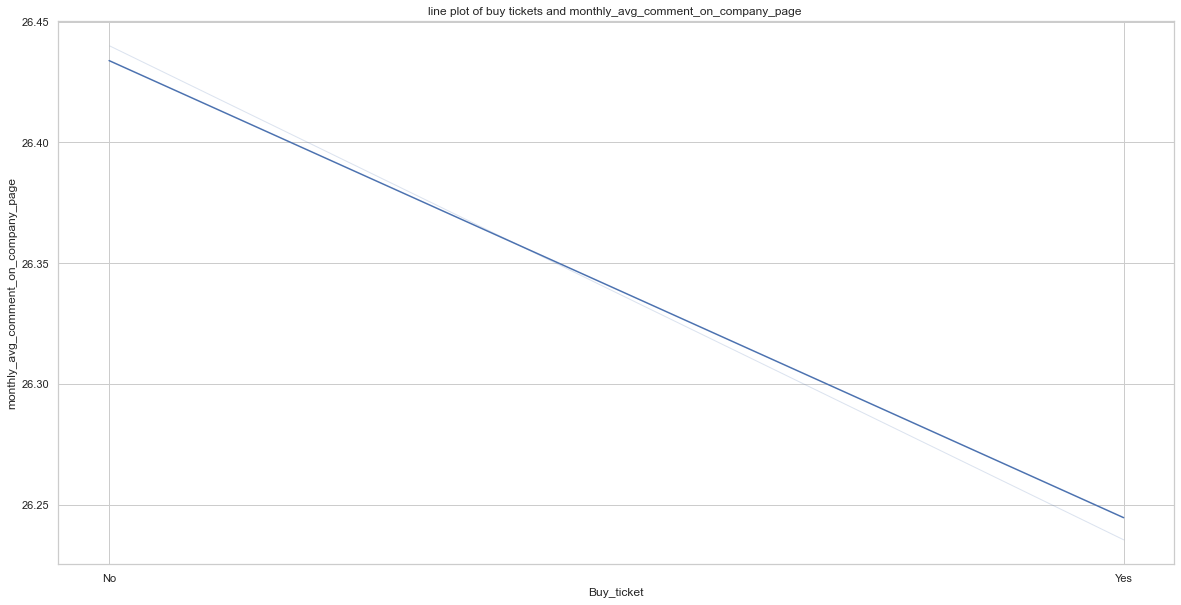 line plot of buy tickets and monthly_avg_comment_on_company_page
26.45
26.40
26.35
26.30
26.25
monthly_avg_comment_on_company_page
No
Yes
Buy_ticket